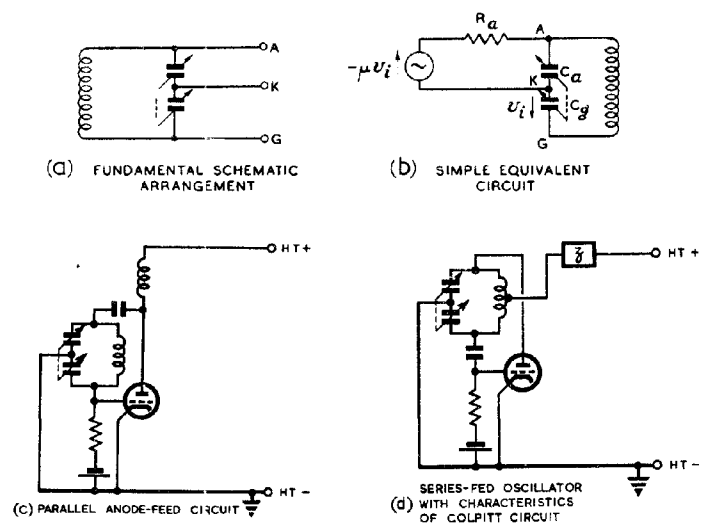 A
K
G
(a) FUNDAMENTAL SCHEMATIC
ARRANGEMENT
Ra
A
-μvi
K
Ca
vi
Cg
G
(b) SIMPLE EQUIVALENT
CIRCUIT
HT+
HT-
(c) PARALLEL ANODE-FEED CIRCUIT
HT+
HT-
(d) SERIES-FED OSCILLATOR
WITH CHARACTERISTICS
OF COLPITT CIRCUIT